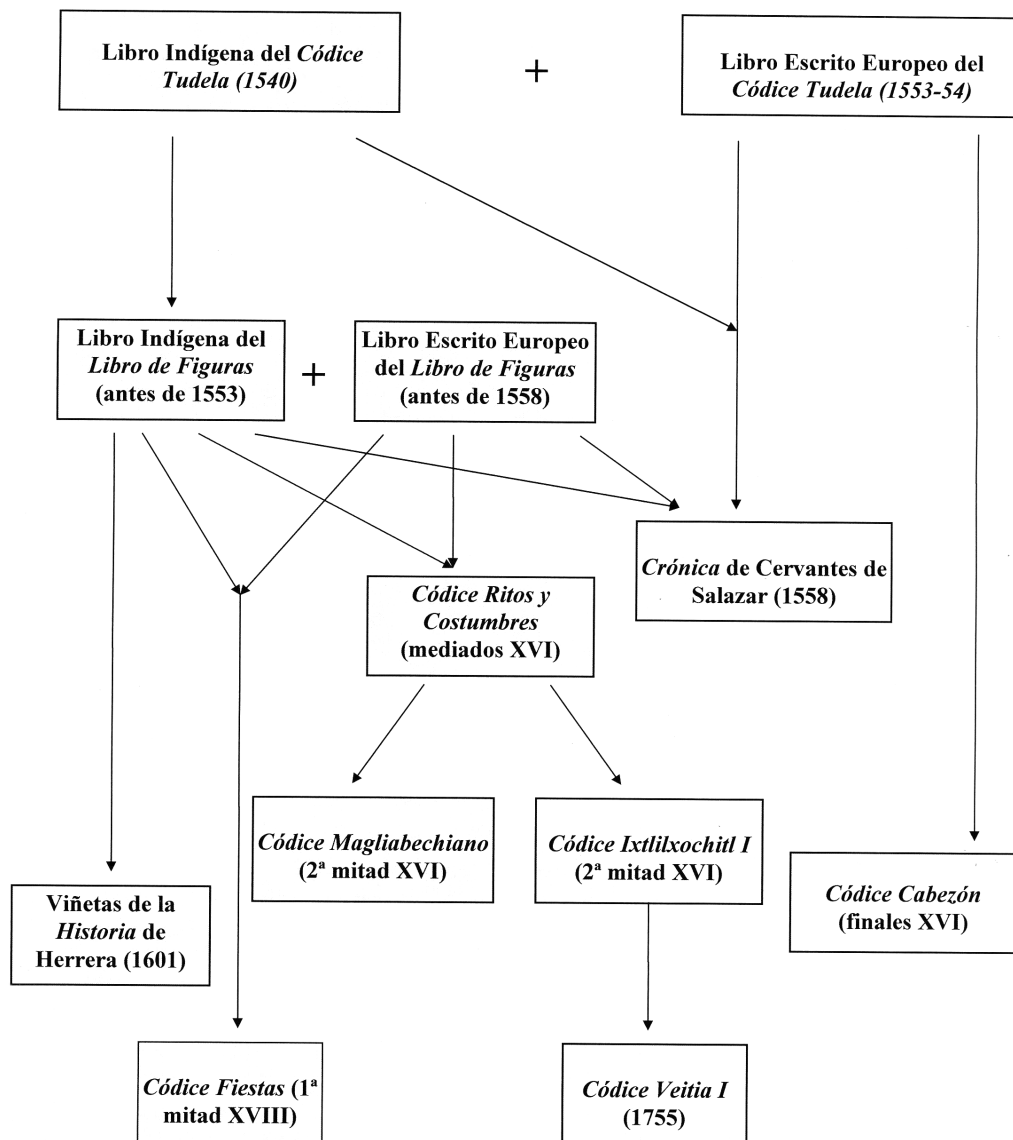 Libro Indígena del Códice
Tudela (1540)
+
Libro Escrito Europeo del
Códice Tudela (1553-54)
Libro Indígena del
Libro de Figuras
(antes de 1553)
+
Libro Escrito Europeo
del Libro de Figuras
(antes de 1558)
Crónica de Cervantes de
Salazar (1558)
Códice Ritos y
Costumbres
(mediados XVI)
Códice Magliabechiano
(2ª mitad XVI)
Códice Ixtlilxochitl I
(2ª mitad XVI)
Códice Cabezón
(finales XVI)
Viñetas de la
Historia de
Herrera (1601)
Códice Fiestas (1ª
mitad XVIII)
Códice Veitia I
(1755)